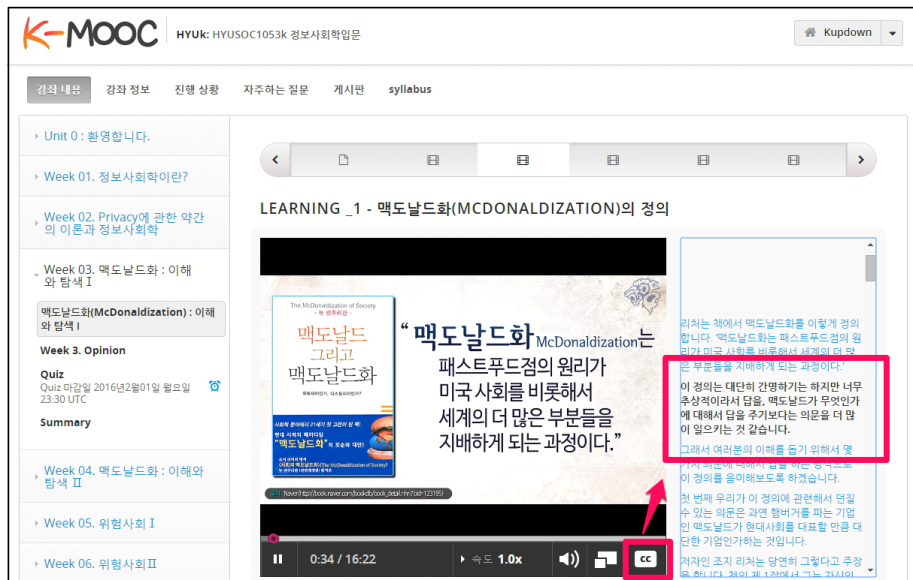 K-MOOC
HYUk: HYUSOC1053k 정보사회학입문
Kupdown
강좌 내용 강좌 정보 진행 상황 자주하는 질문 게시판 syllabus
Unit 0 : 환영합니다.
Week 01. 정보사회학이란?
Week 02. Privacy에 관한 약간
의 이론과 정보사회학
Week 03. 맥도날드화 : 이해
와 탐색 I
맥도날드화(McDonaldization) : 이해
와 탐색 I
Week 3. Opinion
Quiz
Quiz 마감일 2016년2월01일 월요일
23:30 UTC
Summary
Week 04. 맥도날드화 : 이해와
탐색 II
Week 05. 위험사회 I
Week 06. 위험사회II
LEARNING _1 - 맥도날드화(MCDONALDIZATION)의 정의
The McDonaldization of Society
맥도날드
그리고
맥도날드화
유토피아인가, 디스토피아인가?
"맥도날드화"
“맥도날드화 McDonaldization는
패스트푸드점의 원리가
미국 사회를 비롯해서
세계의 더 많은 부분들을
지배하게 되는 과정이다.”
0:34 / 16:22
속도 1.0x
CC
리처는 책에서 맥도날드화를 이렇게 정의
합니다. '맥도날드화는 패스트푸드점의 원
리가 미국 사회를 비롯해서 세계의 더 많
은 부분들을 지배하게 되는 과정이다.'
이 정의는 대단히 간명하기는 하지만 너무
추상적이라서 답을, 맥도날드가 무엇인가
에 대해서 답을 주기보다는 의문을 더 많
이 일으키는 것 같습니다.
그래서 여러분의 이해를 돕기 위해서 몇
가지 의문에 대해서 답을 하는 방식으로
이 정의를 음미해보도록 하겠습니다.
첫 번째 우리가 이 정의에 관련해서 던질
수 있는 의문은 과연 햄버거를 파는 기업
인 맥도날드가 현대사회를 대표할 만큼 대
단한 기업인가하는 것입니다.
저자인 조지 리처는 당연히 그렇다고 주장